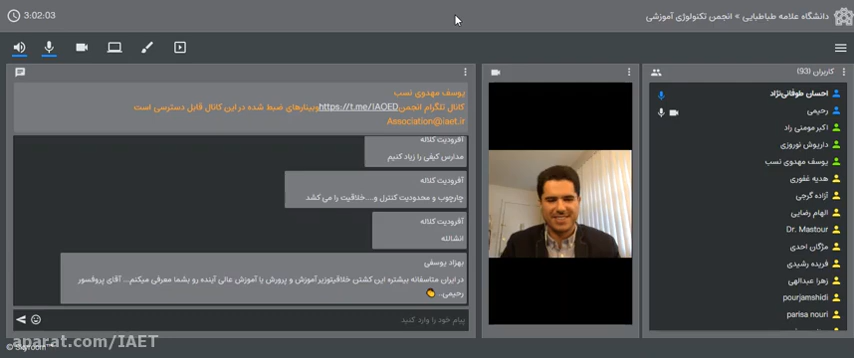 3:02:03
دانشگاه علامه طباطبایی » انجمن تکنولوژی آموزشی
یوسف مهدوی نسب
کانال تلگرام انجمن https://t.me/IAOED وبینارهای ضبط شده در این کانال قابل دسترسی است
Association@iaet.ir
آفرودیت کلاله
مدارس کیفی را زیاد کنیم
آفرودیت کلاله
چارچوب و محدودیت کنترل و....خلاقیت را می کشد
آفرودیت کلاله
انشالله
بهزاد یوسفی
در ایران متاسفانه بیشتره این کشتن خلاقیتوزیر آموزش و پرورش یا آموزش عالی آینده رو بشما معرفی میکنم... آقای پروفسور
رحیمی..
پیام خود را وارد کنید
کاربران (93)
احسان طوفانی‌نژاد
رحیمی
اکبر مومنی راد
داریوش نوروزی
یوسف مهدوی نسب
هدیه غفوری
آزاده گرجی
الهام رضایی
Dr. Mastour
مژگان احدی
فریده رشیدی
زهرا عبدالهی
pourjamshidi
parisa nouri
aparat.com/IAET
© Skyroom